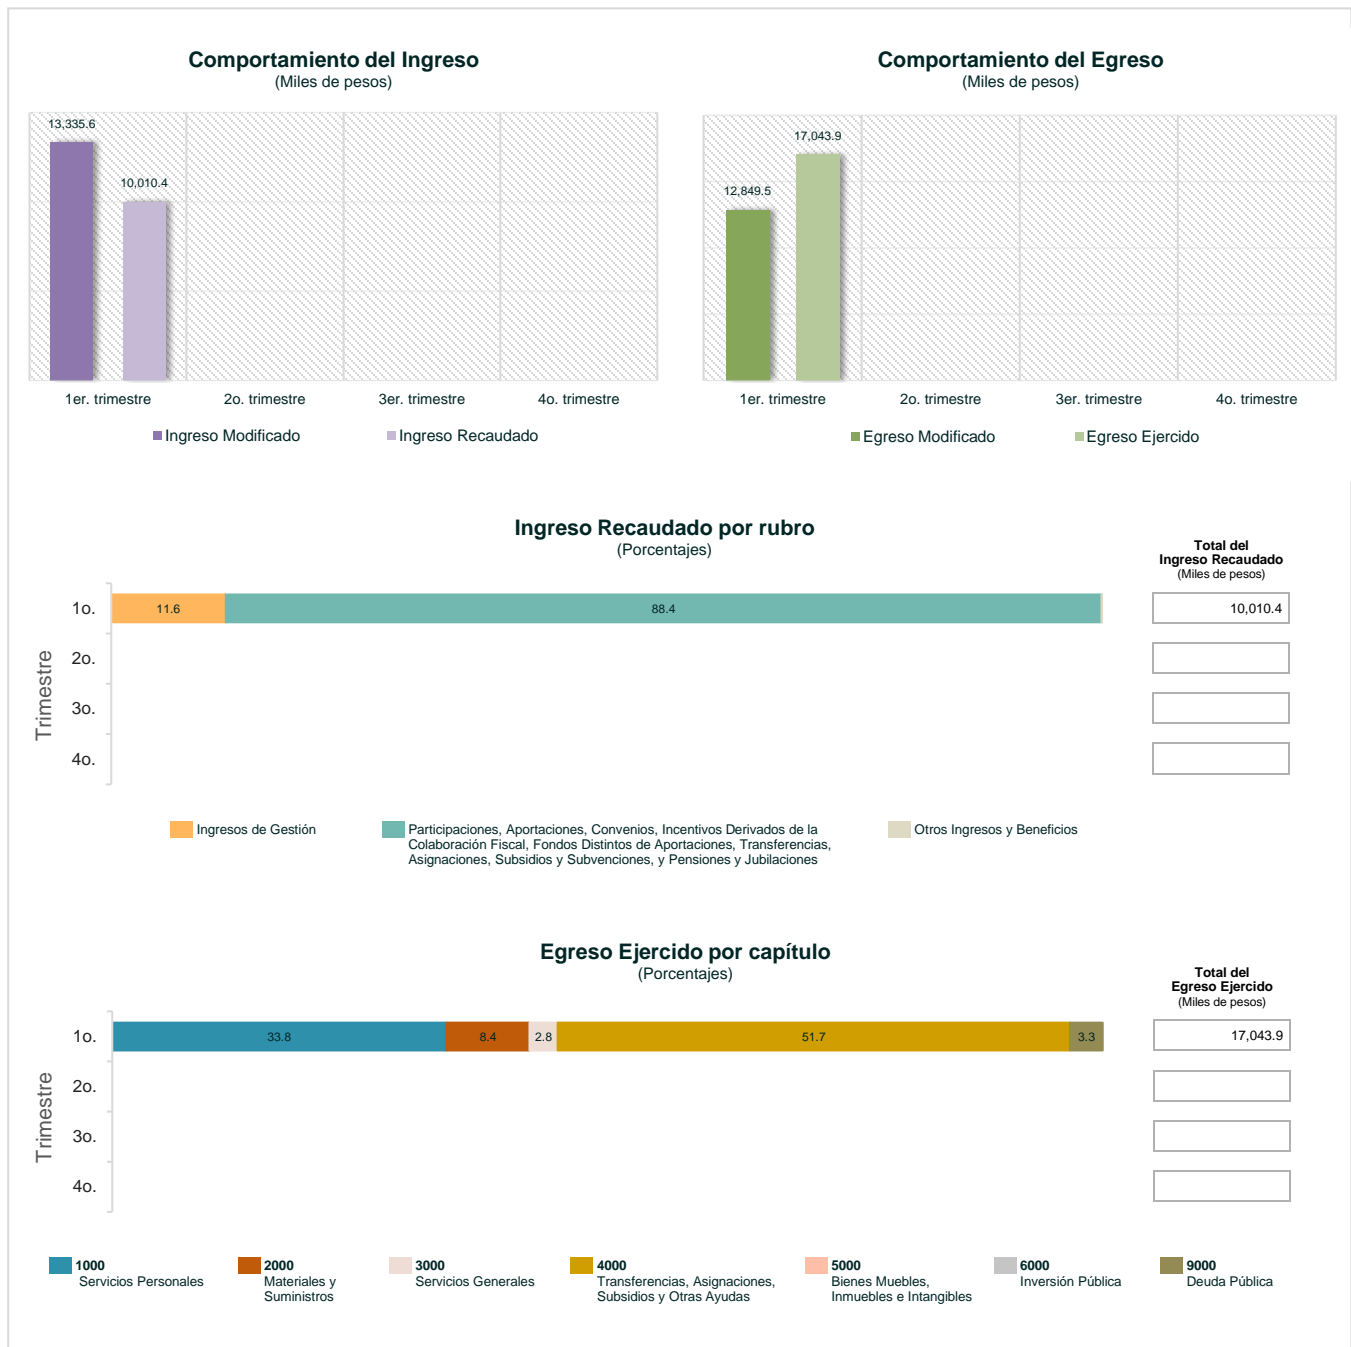 Comportamiento del Ingreso
(Miles de pesos)
13,335.6
10,010.4
1er. trimestre
2o. trimestre
3er. trimestre
4o. trimestre
Ingreso Modificado
Ingreso Recaudado
Comportamiento del Egreso
(Miles de pesos)
12,849.5
17,043.9
1er. trimestre
2o. trimestre
3er. trimestre
4o. trimestre
Egreso Modificado
Egreso Ejercido
Ingreso Recaudado por rubro
(Porcentajes)
Total del
Ingreso Recaudado
(Miles de pesos)
Trimestre
1o.
11.6
88.4
10,010.4
2o.
3o.
4o.
Ingresos de Gestión
Participaciones, Aportaciones, Convenios, Incentivos Derivados de la
Colaboración Fiscal, Fondos Distintos de Aportaciones, Transferencias,
Asignaciones, Subsidios y Subvenciones, y Pensiones y Jubilaciones
Otros Ingresos y Beneficios
Egreso Ejercido por capítulo
(Porcentajes)
Total del
Egreso Ejercido
(Miles de pesos)
Trimestre
1o.
33.8
8.4
2.8
51.7
3.3
17,043.9
2o.
3o.
4o.
1000
Servicios Personales
2000
Materiales y
Suministros
3000
Servicios Generales
4000
Transferencias, Asignaciones,
Subsidios y Otras Ayudas
5000
Bienes Muebles,
Inmuebles e Intangibles
6000
Inversión Pública
9000
Deuda Pública